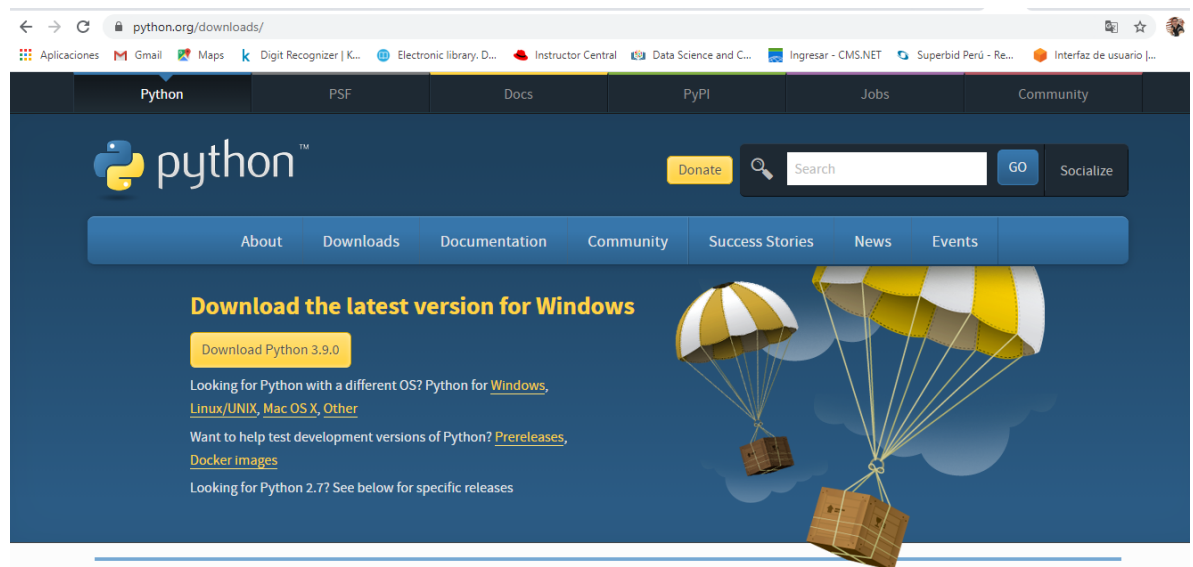 python.org/downloads/
Aplicaciones Gmail Maps Digit Recognizer | K... Electronic library. D... Instructor Central Data Science and C... Ingresar - CMS.NET Superbid Perú - Re... Interfaz de usuario |...
Python PSF Docs PyPI Jobs Community
python™
Donate Search GO Socialize
About Downloads Documentation Community Success Stories News Events
Download the latest version for Windows
Download Python 3.9.0
Looking for Python with a different OS? Python for Windows,
Linux/UNIX, Mac OS X, Other
Want to help test development versions of Python? Prereleases,
Docker images
Looking for Python 2.7? See below for specific releases